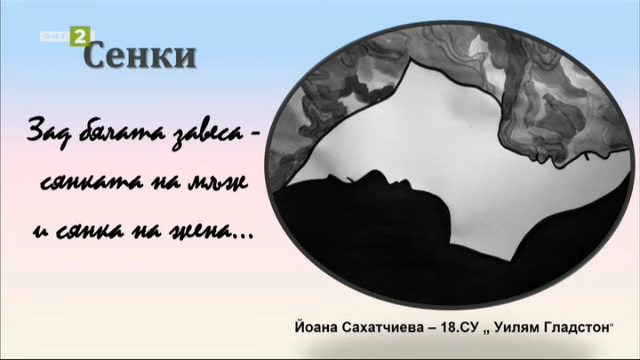 БНТ 2
Сенки
Зад бялата завеса -
сянката на мъж
и сянка на жена...
Йоана Сахатчиева – 18.СУ „ Уилям Гладстон“